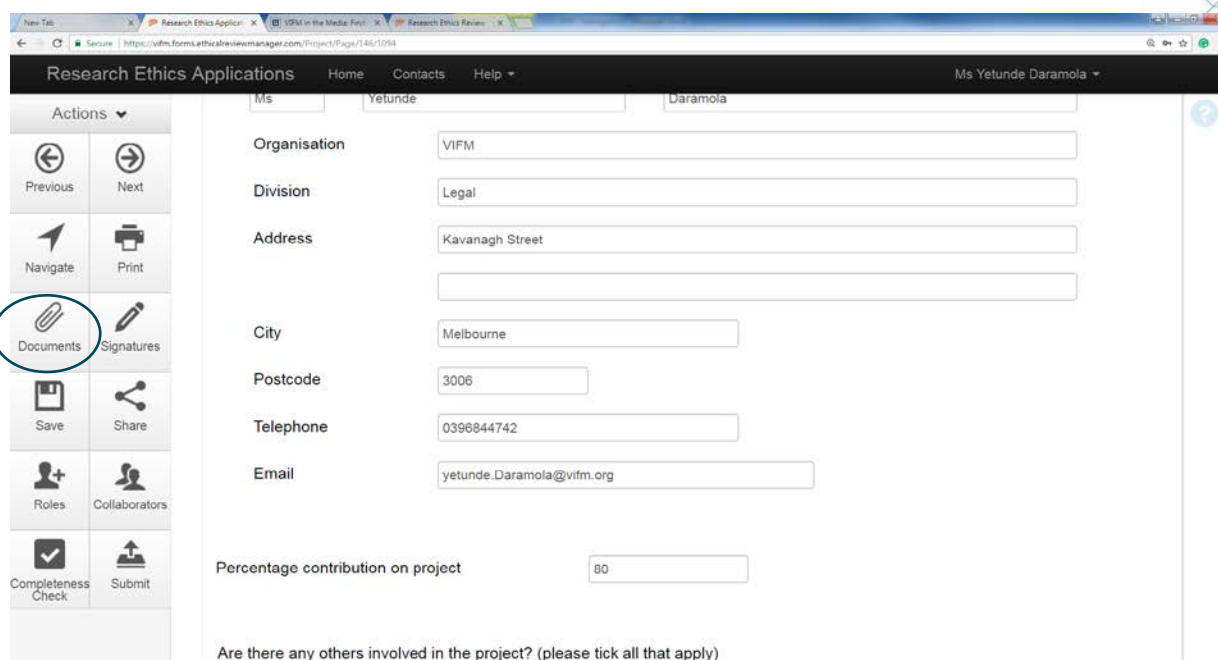 New Tab
Research Ethics Applicat
VIFM in the Media: First
Research Ethics Review
Secure https://vifm.forms.ethicalreviewmanager.com/Project/Page/146/1094
Research Ethics Applications Home Contacts Help Ms Yetunde Daramola
Actions
Ms Yetunde Daramola
Previous Next
Organisation VIFM
Division Legal
Navigate Print
Address Kavanagh Street
Documents Signatures
City Melbourne
Postcode 3006
Save Share
Telephone 0396844742
Email yetunde.Daramola@vifm.org
Roles Collaborators
Completeness Check Submit
Percentage contribution on project 80
Are there any others involved in the project? (please tick all that apply)